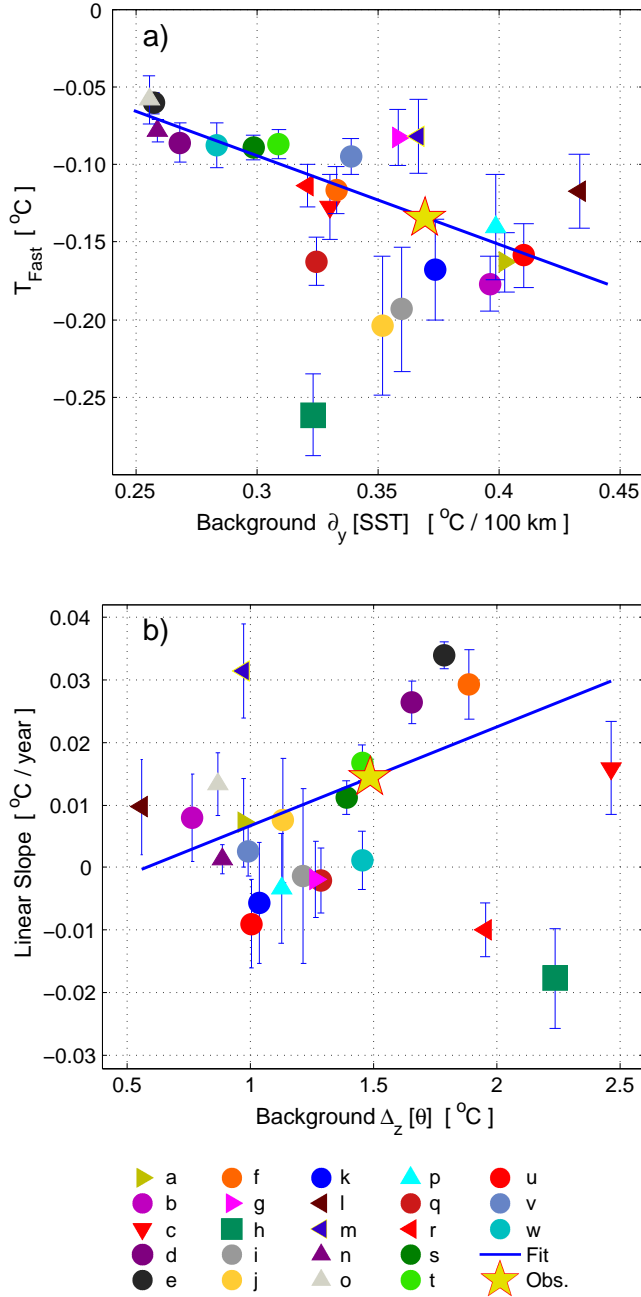 a)
0
−0.05
−0.10
−0.15
−0.20
−0.25
T_Fast [ °C ]
0.25 0.3 0.35 0.4 0.45
Background ∂_y [SST] [ °C / 100 km ]
b)
0.04
0.03
0.02
0.01
0
−0.01
−0.02
−0.03
Linear Slope [ °C / year ]
0.5 1 1.5 2 2.5
Background Δ_z [θ] [ °C ]
a f k p u
b g l q v
c h m r w
d i n s Fit
e j o t Obs.